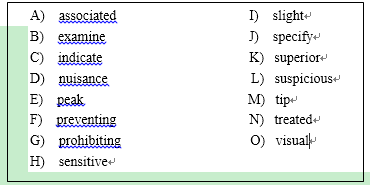 A) associated
B) examine
C) indicate
D) nuisance
E) peak
F) preventing
G) prohibiting
H) sensitive
I) slight
J) specify
K) superior
L) suspicious
M) tip
N) treated
O) visual